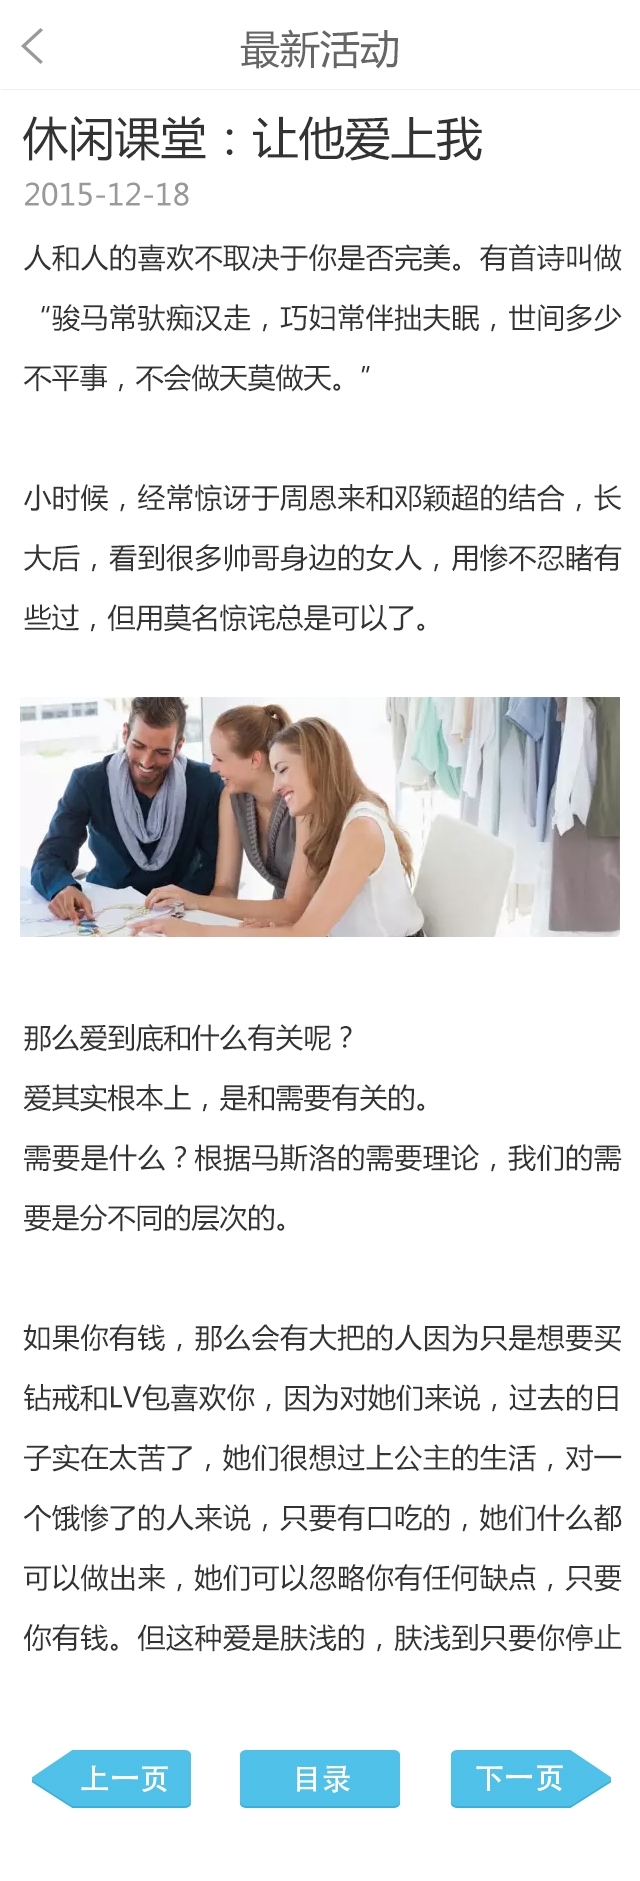 最新活动
休闲课堂：让他爱上我
2015-12-18
人和人的喜欢不取决于你是否完美。有首诗叫做
“骏马常驮痴汉走，巧妇常伴拙夫眠，世间多少
不平事，不会做天莫做天。”
小时候，经常惊讶于周恩来和邓颖超的结合，长
大后，看到很多帅哥身边的女人，用惨不忍睹有
些过，但用莫名惊诧总是可以了。
那么爱到底和什么有关呢？
爱其实根本上，是和需要有关的。
需要是什么？根据马斯洛的需要理论，我们的需
要是分不同的层次的。
如果你有钱，那么会有大把的人因为只是想要买
钻戒和LV包喜欢你，因为对她们来说，过去的日
子实在太苦了，她们很想过上公主的生活，对一
个饿惨了的人来说，只要有口吃的，她们什么都
可以做出来，她们可以忽略你有任何缺点，只要
你有钱。但这种爱是肤浅的，肤浅到只要你停止
上一页 目录 下一页